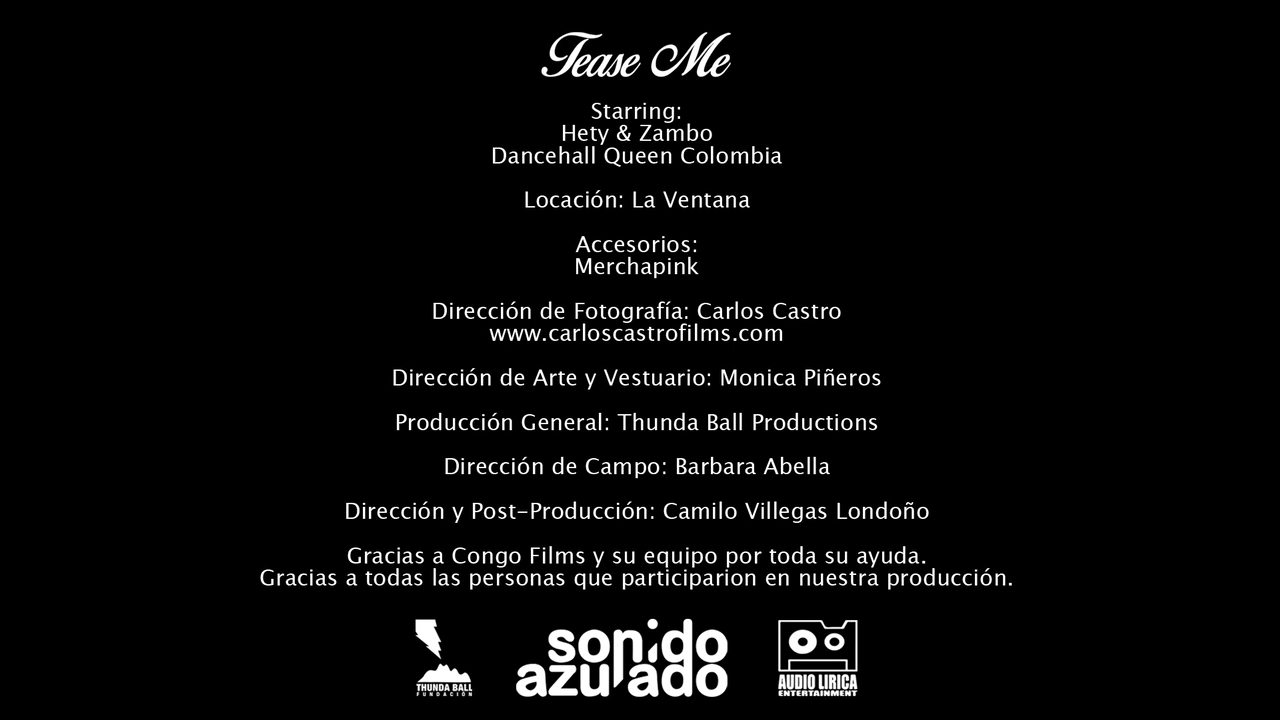 Tease Me
Starring:
Hety & Zambo
Dancehall Queen Colombia
Locación: La Ventana
Accesorios:
Merchapink
Dirección de Fotografía: Carlos Castro
www.carloscastrofilms.com
Dirección de Arte y Vestuario: Monica Piñeros
Producción General: Thunda Ball Productions
Dirección de Campo: Barbara Abella
Dirección y Post-Producción: Camilo Villegas Londoño
Gracias a Congo Films y su equipo por toda su ayuda.
Gracias a todas las personas que participarion en nuestra producción.
THUNDA BALL
FUNDACIÓN
sonido
azulado
AUDIO LIRICA
ENTERTAINMENT